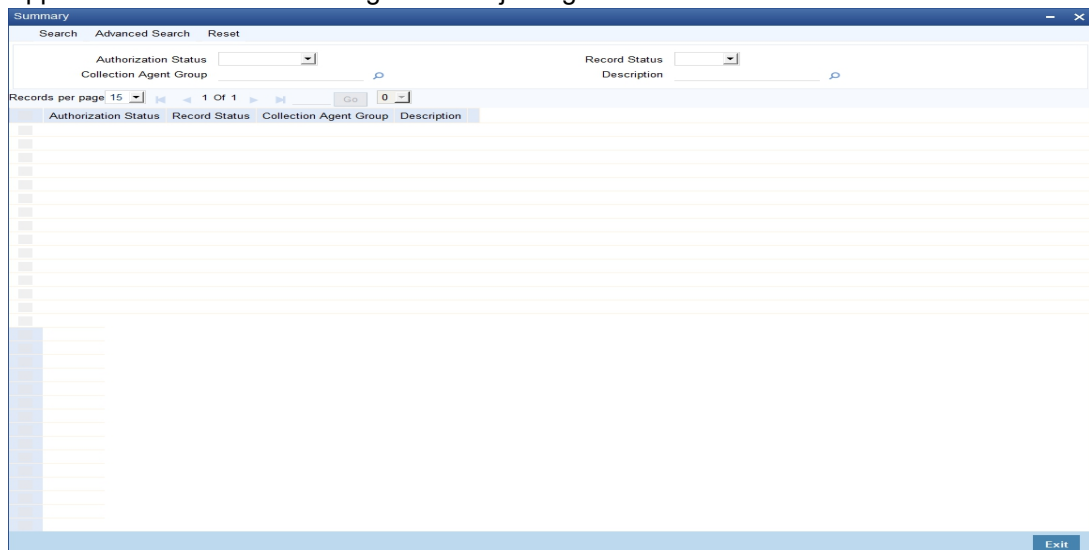 Summary
Search Advanced Search Reset
Authorization Status Record Status
Collection Agent Group Description
Records per page 15 1 Of 1 Go 0
Authorization Status Record Status Collection Agent Group Description
Exit